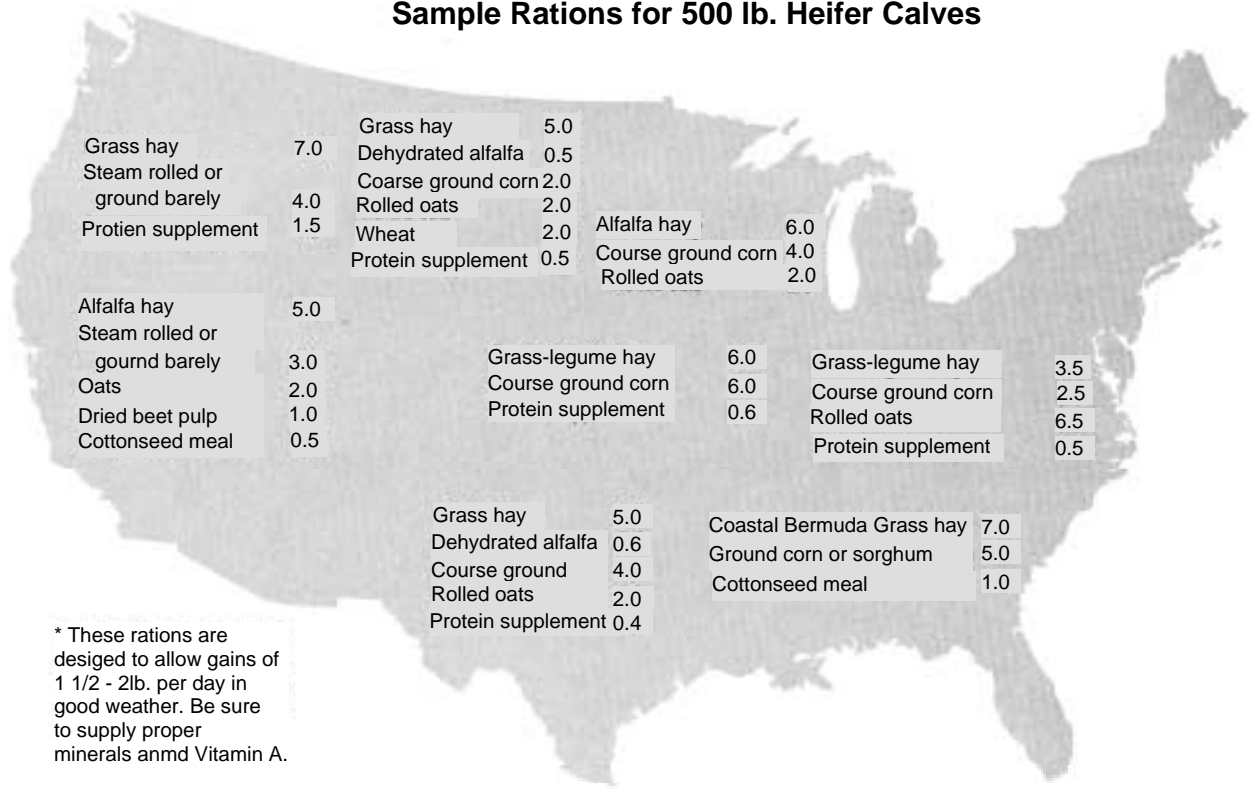 Sample Rations for 500 lb. Heifer Calves
Grass hay 7.0
Steam rolled or
ground barely 4.0
Protien supplement 1.5
Grass hay 5.0
Dehydrated alfalfa 0.5
Coarse ground corn 2.0
Rolled oats 2.0
Wheat 2.0
Protein supplement 0.5
Alfalfa hay 6.0
Course ground corn 4.0
Rolled oats 2.0
Alfalfa hay 5.0
Steam rolled or
gournd barely 3.0
Oats 2.0
Dried beet pulp 1.0
Cottonseed meal 0.5
Grass-legume hay 6.0
Course ground corn 6.0
Protein supplement 0.6
Grass-legume hay 3.5
Course ground corn 2.5
Rolled oats 6.5
Protein supplement 0.5
Grass hay 5.0
Dehydrated alfalfa 0.6
Course ground 4.0
Rolled oats 2.0
Protein supplement 0.4
Coastal Bermuda Grass hay 7.0
Ground corn or sorghum 5.0
Cottonseed meal 1.0
* These rations are
desiged to allow gains of
1 1/2 - 2lb. per day in
good weather. Be sure
to supply proper
minerals anmd Vitamin A.